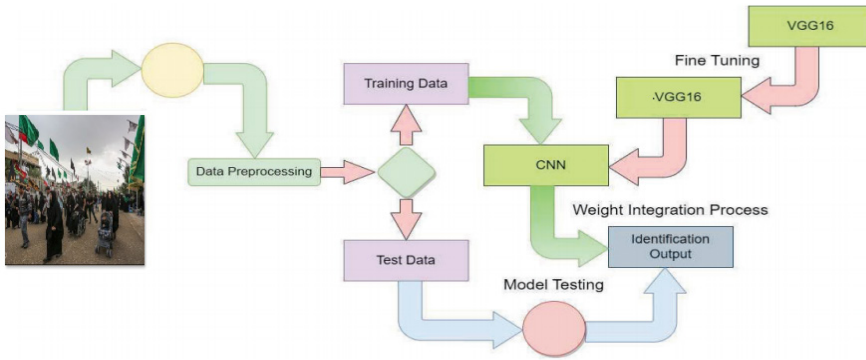 VGG16
Fine Tuning
.VGG16
Training Data
Data Preprocessing
CNN
Weight Integration Process
Identification
Output
Test Data
Model Testing